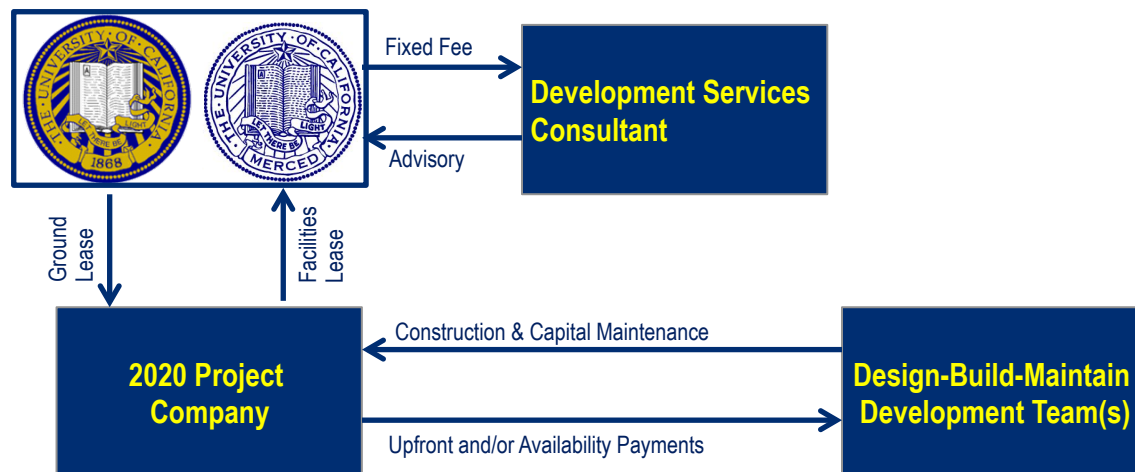 THE · UNIVERSITY · OF · CALIFORNIA
A
LET THERE BE LIGHT
1868
THE · UNIVERSITY · OF · CALIFORNIA
A
LET THERE BE LIGHT
MERCED
Fixed Fee
Development Services
Consultant
Advisory
Ground
Lease
Facilities
Lease
2020 Project
Company
Construction & Capital Maintenance
Design-Build-Maintain
Development Team(s)
Upfront and/or Availability Payments